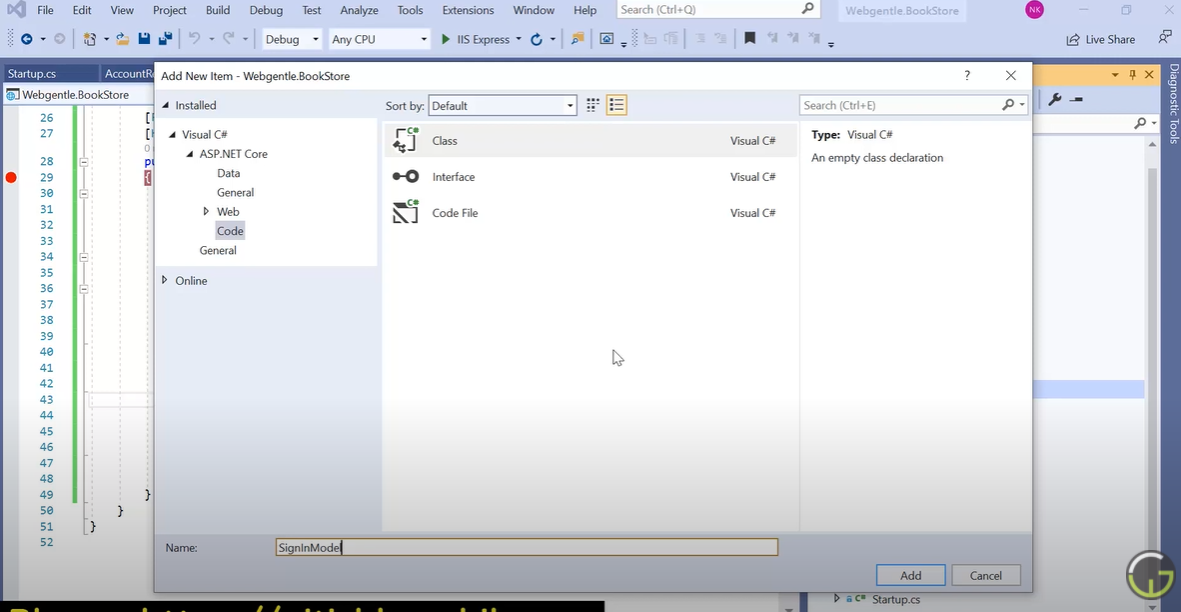 File Edit View Project Build Debug Test Analyze Tools Extensions Window Help Search (Ctrl+Q) Webgentle.BookStore NK
Debug Any CPU IIS Express Live Share
Startup.cs AccountRe
Webgentle.BookStore
Add New Item - Webgentle.BookStore ?
Installed
Sort by: Default
Search (Ctrl+E)
Diagnostic Tools
Visual C#
ASP.NET Core
Data
General
Web
Code
General
Online
Class Visual C#
Interface Visual C#
Code File Visual C#
Type: Visual C#
An empty class declaration
26 [
27 [
28 pu
29 {
30
31
32
33
34
35
36
37
38
39
40
41
42
43
44
45
46
47
48
49 }
50 }
51 }
52
Name: SignInModel
Add Cancel
C# Startup.cs